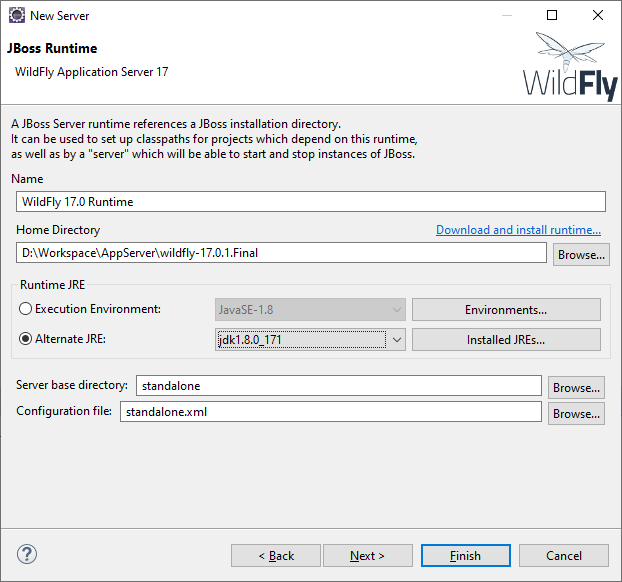 New Server
JBoss Runtime
WildFly Application Server 17
WildFly
A JBoss Server runtime references a JBoss installation directory.
It can be used to set up classpaths for projects which depend on this runtime,
as well as by a "server" which will be able to start and stop instances of JBoss.
Name
WildFly 17.0 Runtime
Home Directory
Download and install runtime...
D:\Workspace\AppServer\wildfly-17.0.1.Final
Browse...
Runtime JRE
Execution Environment:
JavaSE-1.8
Environments...
Alternate JRE:
jdk1.8.0_171
Installed JREs...
Server base directory:
standalone
Browse...
Configuration file:
standalone.xml
Browse...
?
< Back
Next >
Finish
Cancel